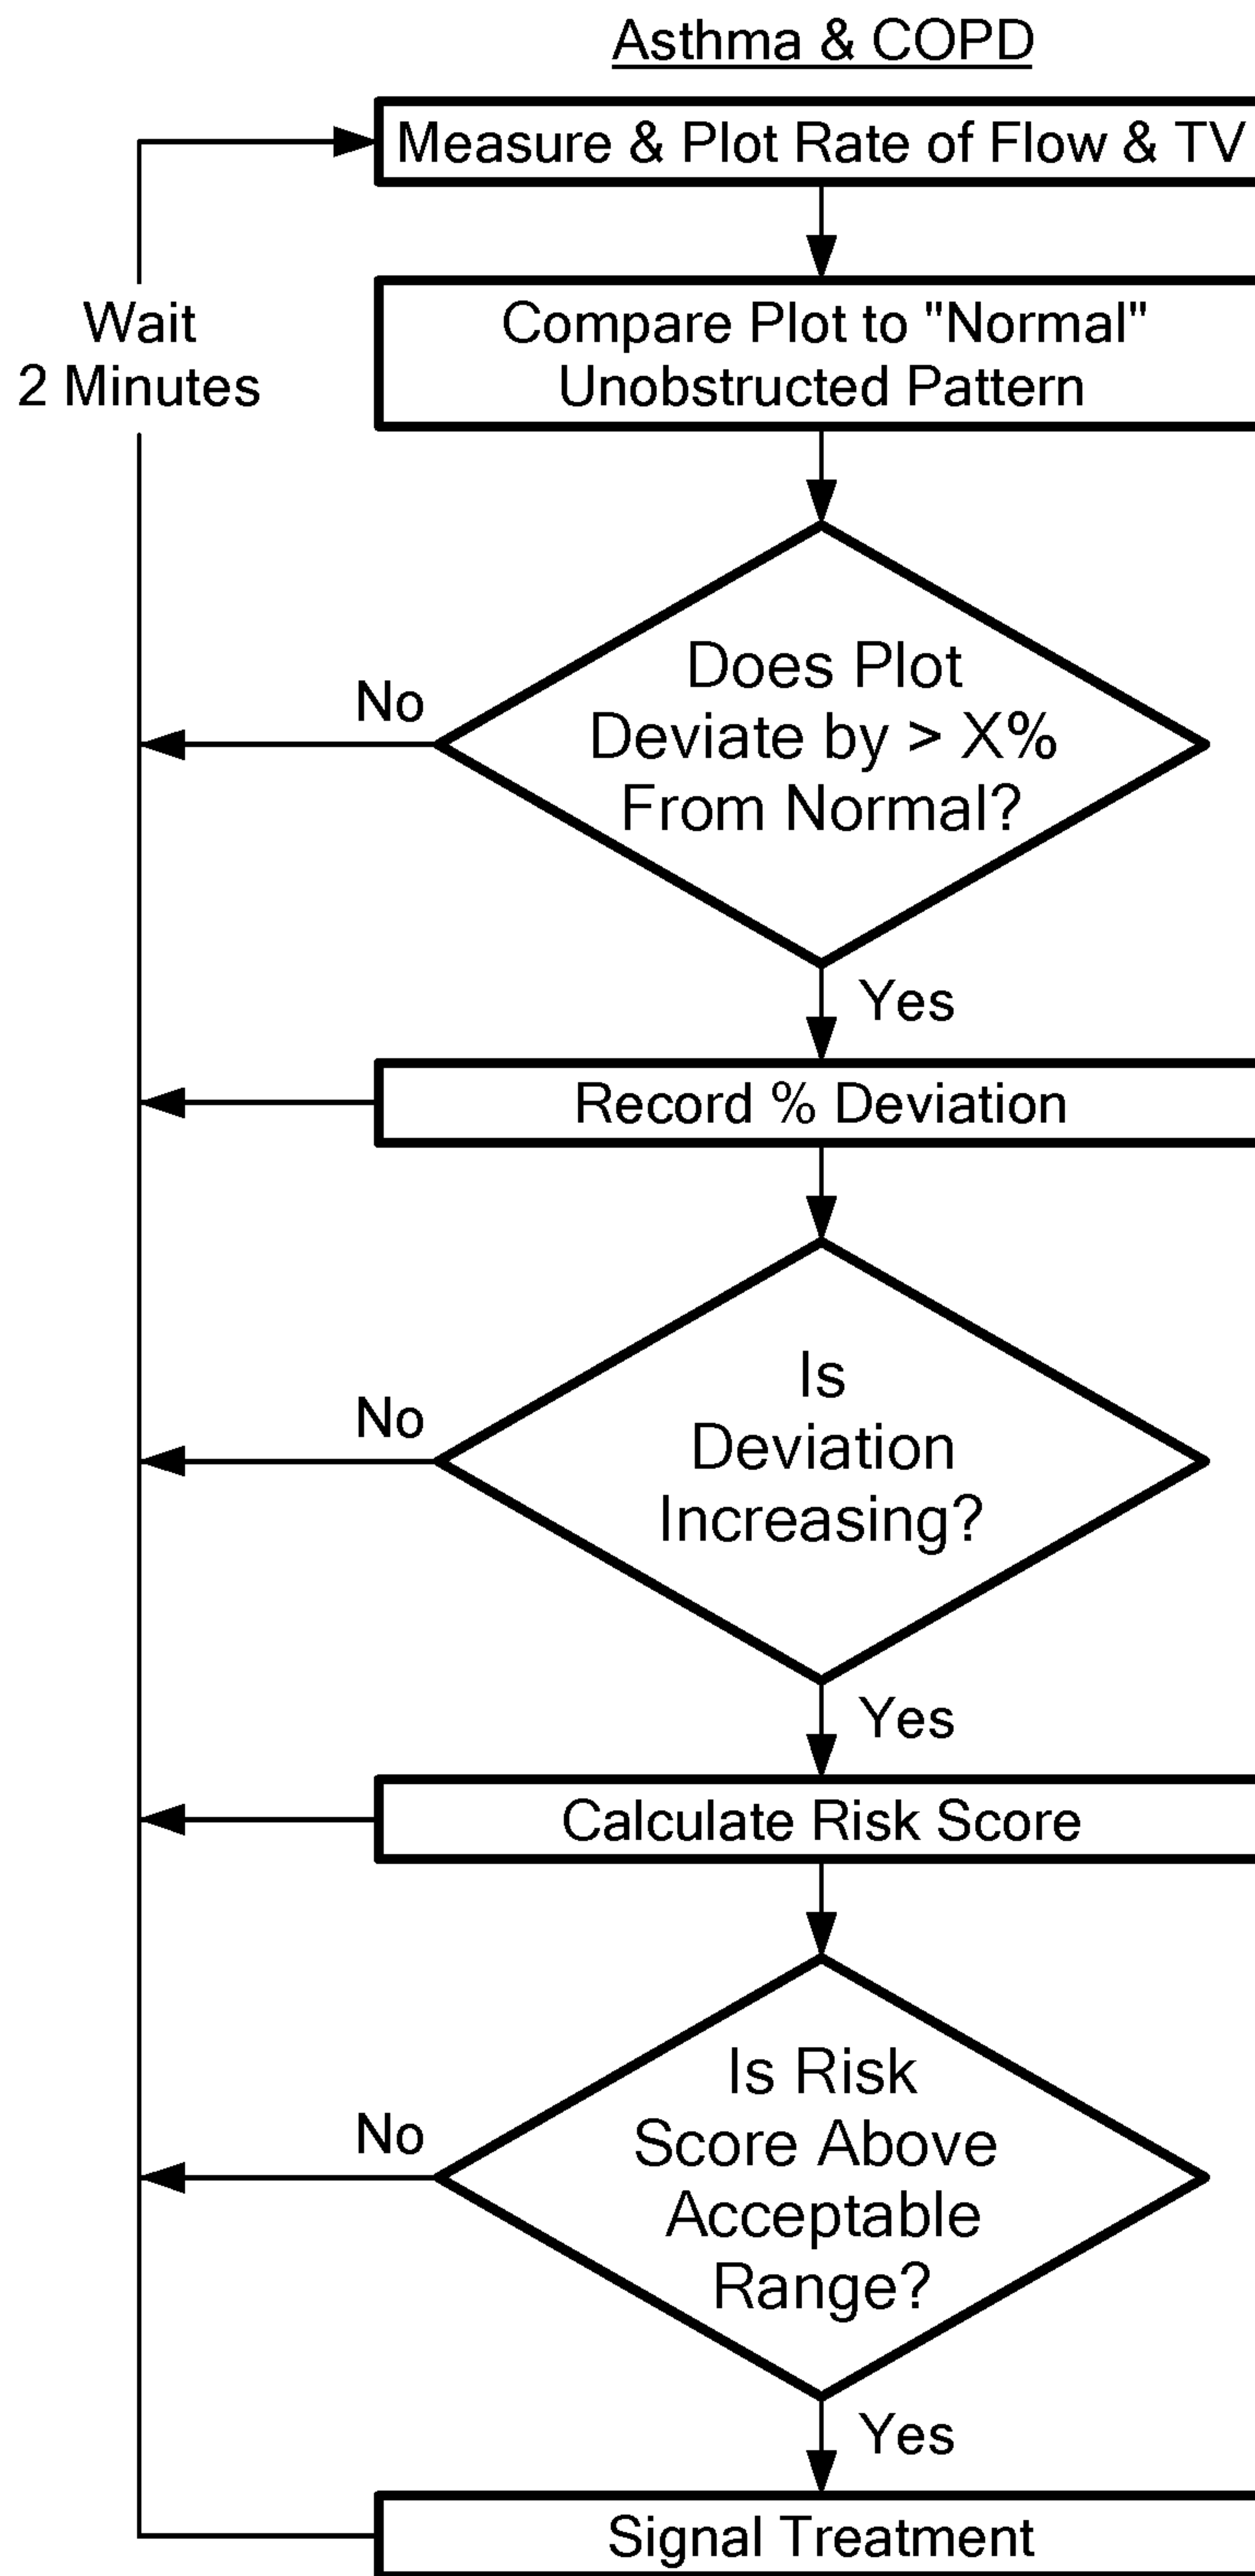 Asthma & COPD
Measure & Plot Rate of Flow & TV
Wait
2 Minutes
Compare Plot to "Normal"
Unobstructed Pattern
Does Plot
Deviate by > X%
From Normal?
No
Yes
Record % Deviation
Is
Deviation
Increasing?
No
Yes
Calculate Risk Score
Is Risk
Score Above
Acceptable
Range?
No
Yes
Signal Treatment